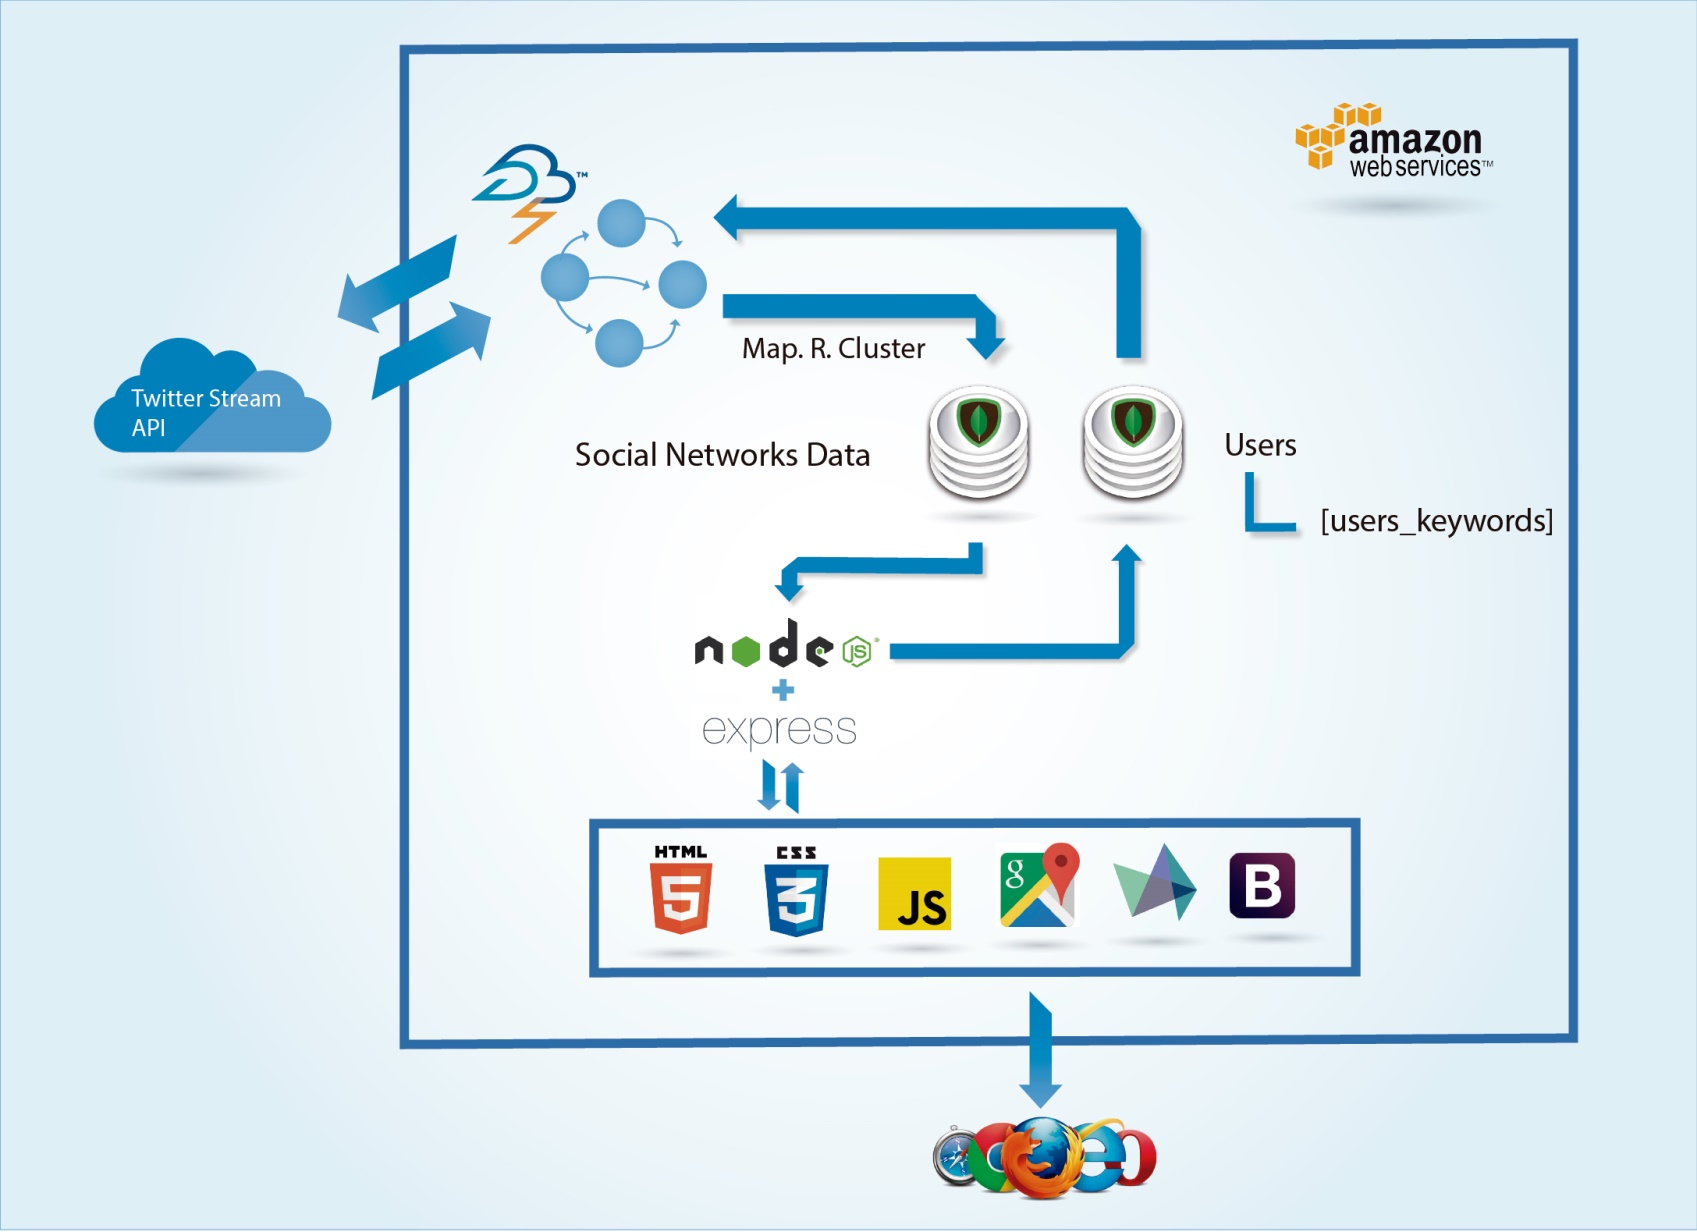 amazon
web services™
™
Map. R. Cluster
Twitter Stream
API
Social Networks Data
Users
[users_keywords]
node
JS®
+
express
HTML
5
CSS
3
JS
g
B